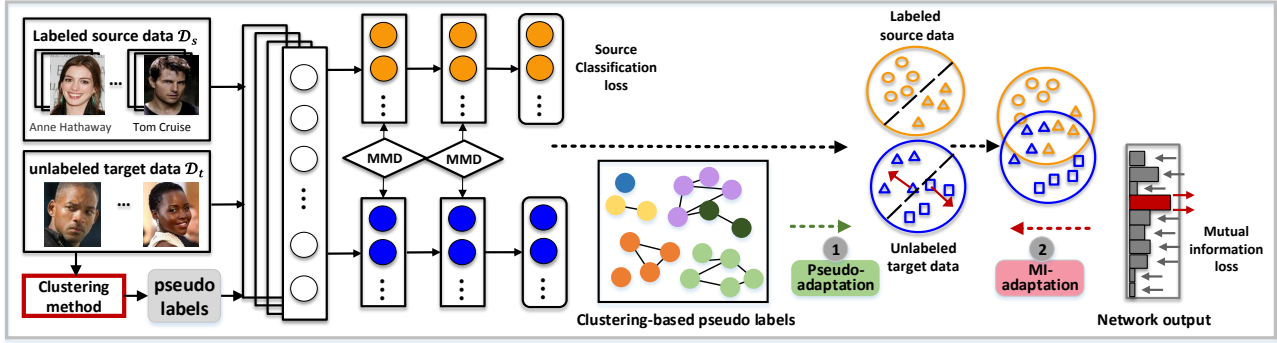 Labeled source data 𝒟s
...
Anne Hathaway
Tom Cruise
unlabeled target data 𝒟t
...
Clustering
method
pseudo
labels
MMD
MMD
Source
Classification
loss
Clustering-based pseudo labels
1
Pseudo-
adaptation
Labeled
source data
Unlabeled
target data
2
MI-
adaptation
Mutual
information
loss
Network output